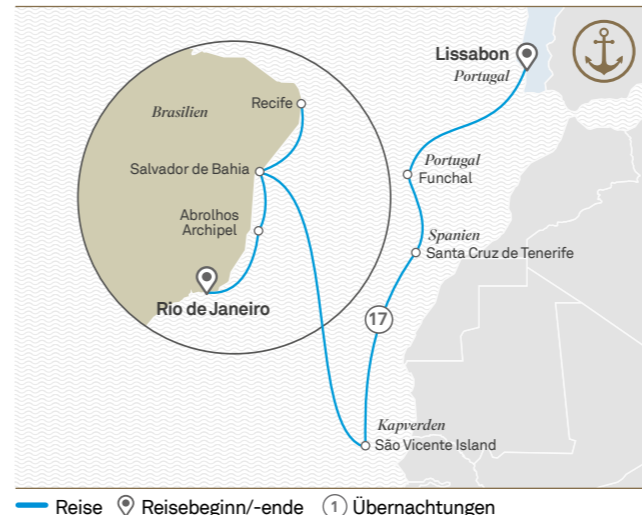 Lissabon
Portugal
Brasilien
Recife
Portugal
Funchal
Salvador de Bahia
Abrolhos
Archipel
Spanien
Santa Cruz de Tenerife
Rio de Janeiro
17
Kapverden
São Vicente Island
Reise
Reisebeginn/-ende
1 Übernachtungen